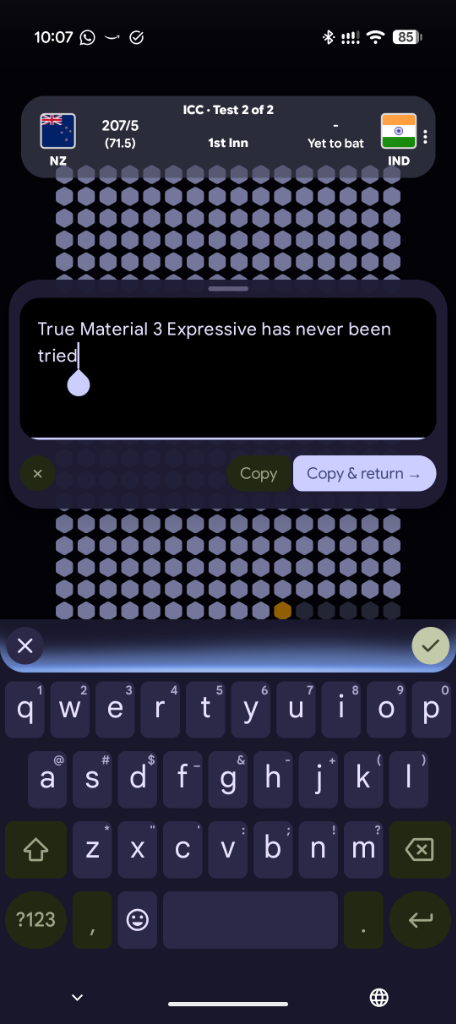 10:07
85
ICC · Test 2 of 2
207/5
(71.5)
1st Inn
-
Yet to bat
NZ
IND
True Material 3 Expressive has never been
tried
×
Copy
Copy & return →
1 2 3 4 5 6 7 8 9 0
q w e r t y u i o p
@ # $ _ & - + ( )
a s d f g h j k l
* " ' : ; ! ?
z x c v b n m
?123
,
.